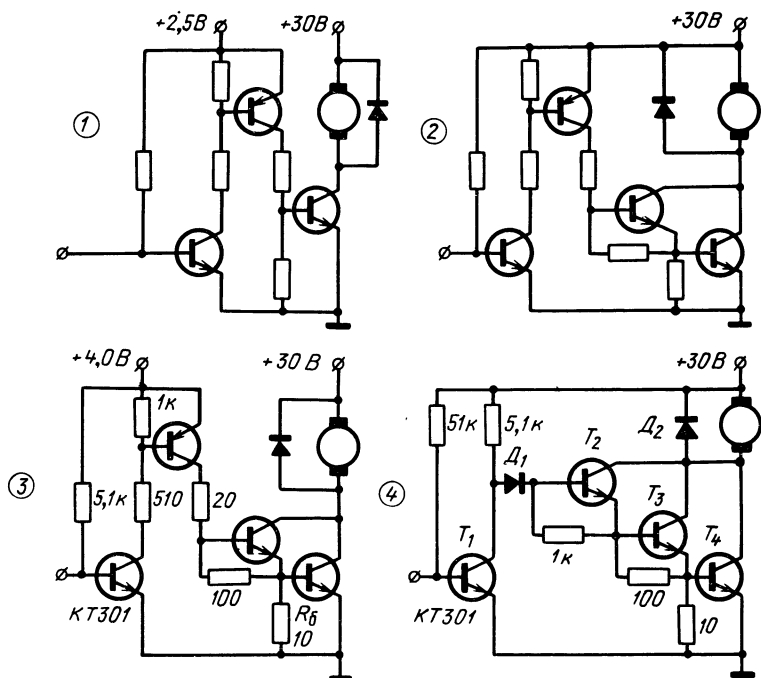 +2,5В
+30В
1
+30В
2
+4,0В
1к
+30 В
5,1к
510
20
3
КТ301
100
Rб
10
+30В
51к
5,1к
Д1
T2
Д2
4
T1
1к
T3
T4
КТ301
100
10